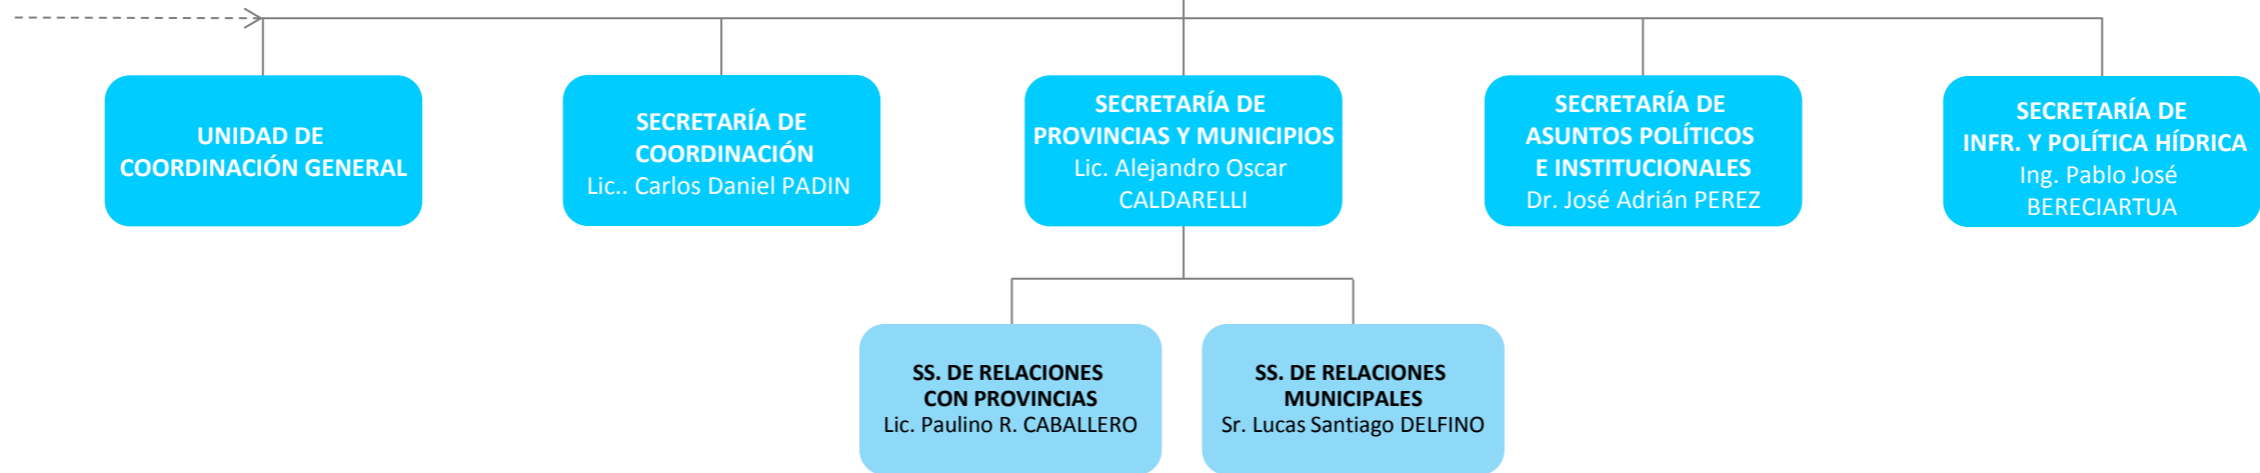 UNIDAD DE
COORDINACIÓN GENERAL
SECRETARÍA DE
COORDINACIÓN
Lic.. Carlos Daniel PADIN
SECRETARÍA DE
PROVINCIAS Y MUNICIPIOS
Lic. Alejandro Oscar
CALDARELLI
SECRETARÍA DE
ASUNTOS POLÍTICOS
E INSTITUCIONALES
Dr. José Adrián PEREZ
SECRETARÍA DE
INFR. Y POLÍTICA HÍDRICA
Ing. Pablo José
BERECIARTUA
SS. DE RELACIONES
CON PROVINCIAS
Lic. Paulino R. CABALLERO
SS. DE RELACIONES
MUNICIPALES
Sr. Lucas Santiago DELFINO